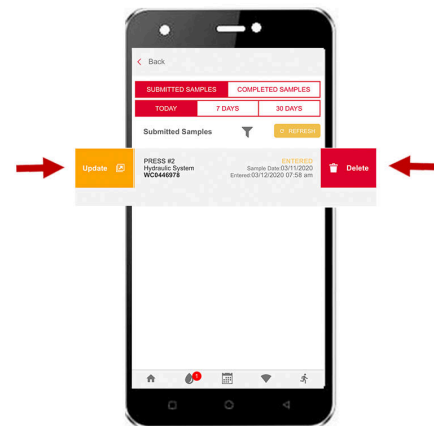 Back
SUBMITTED SAMPLES COMPLETED SAMPLES
TODAY 7 DAYS 30 DAYS
Submitted Samples REFRESH
Update PRESS #2 ENTERED Delete
Hydraulic System Sample Date:03/11/2020
WC0446978 Entered:03/12/2020 07:58 am
1